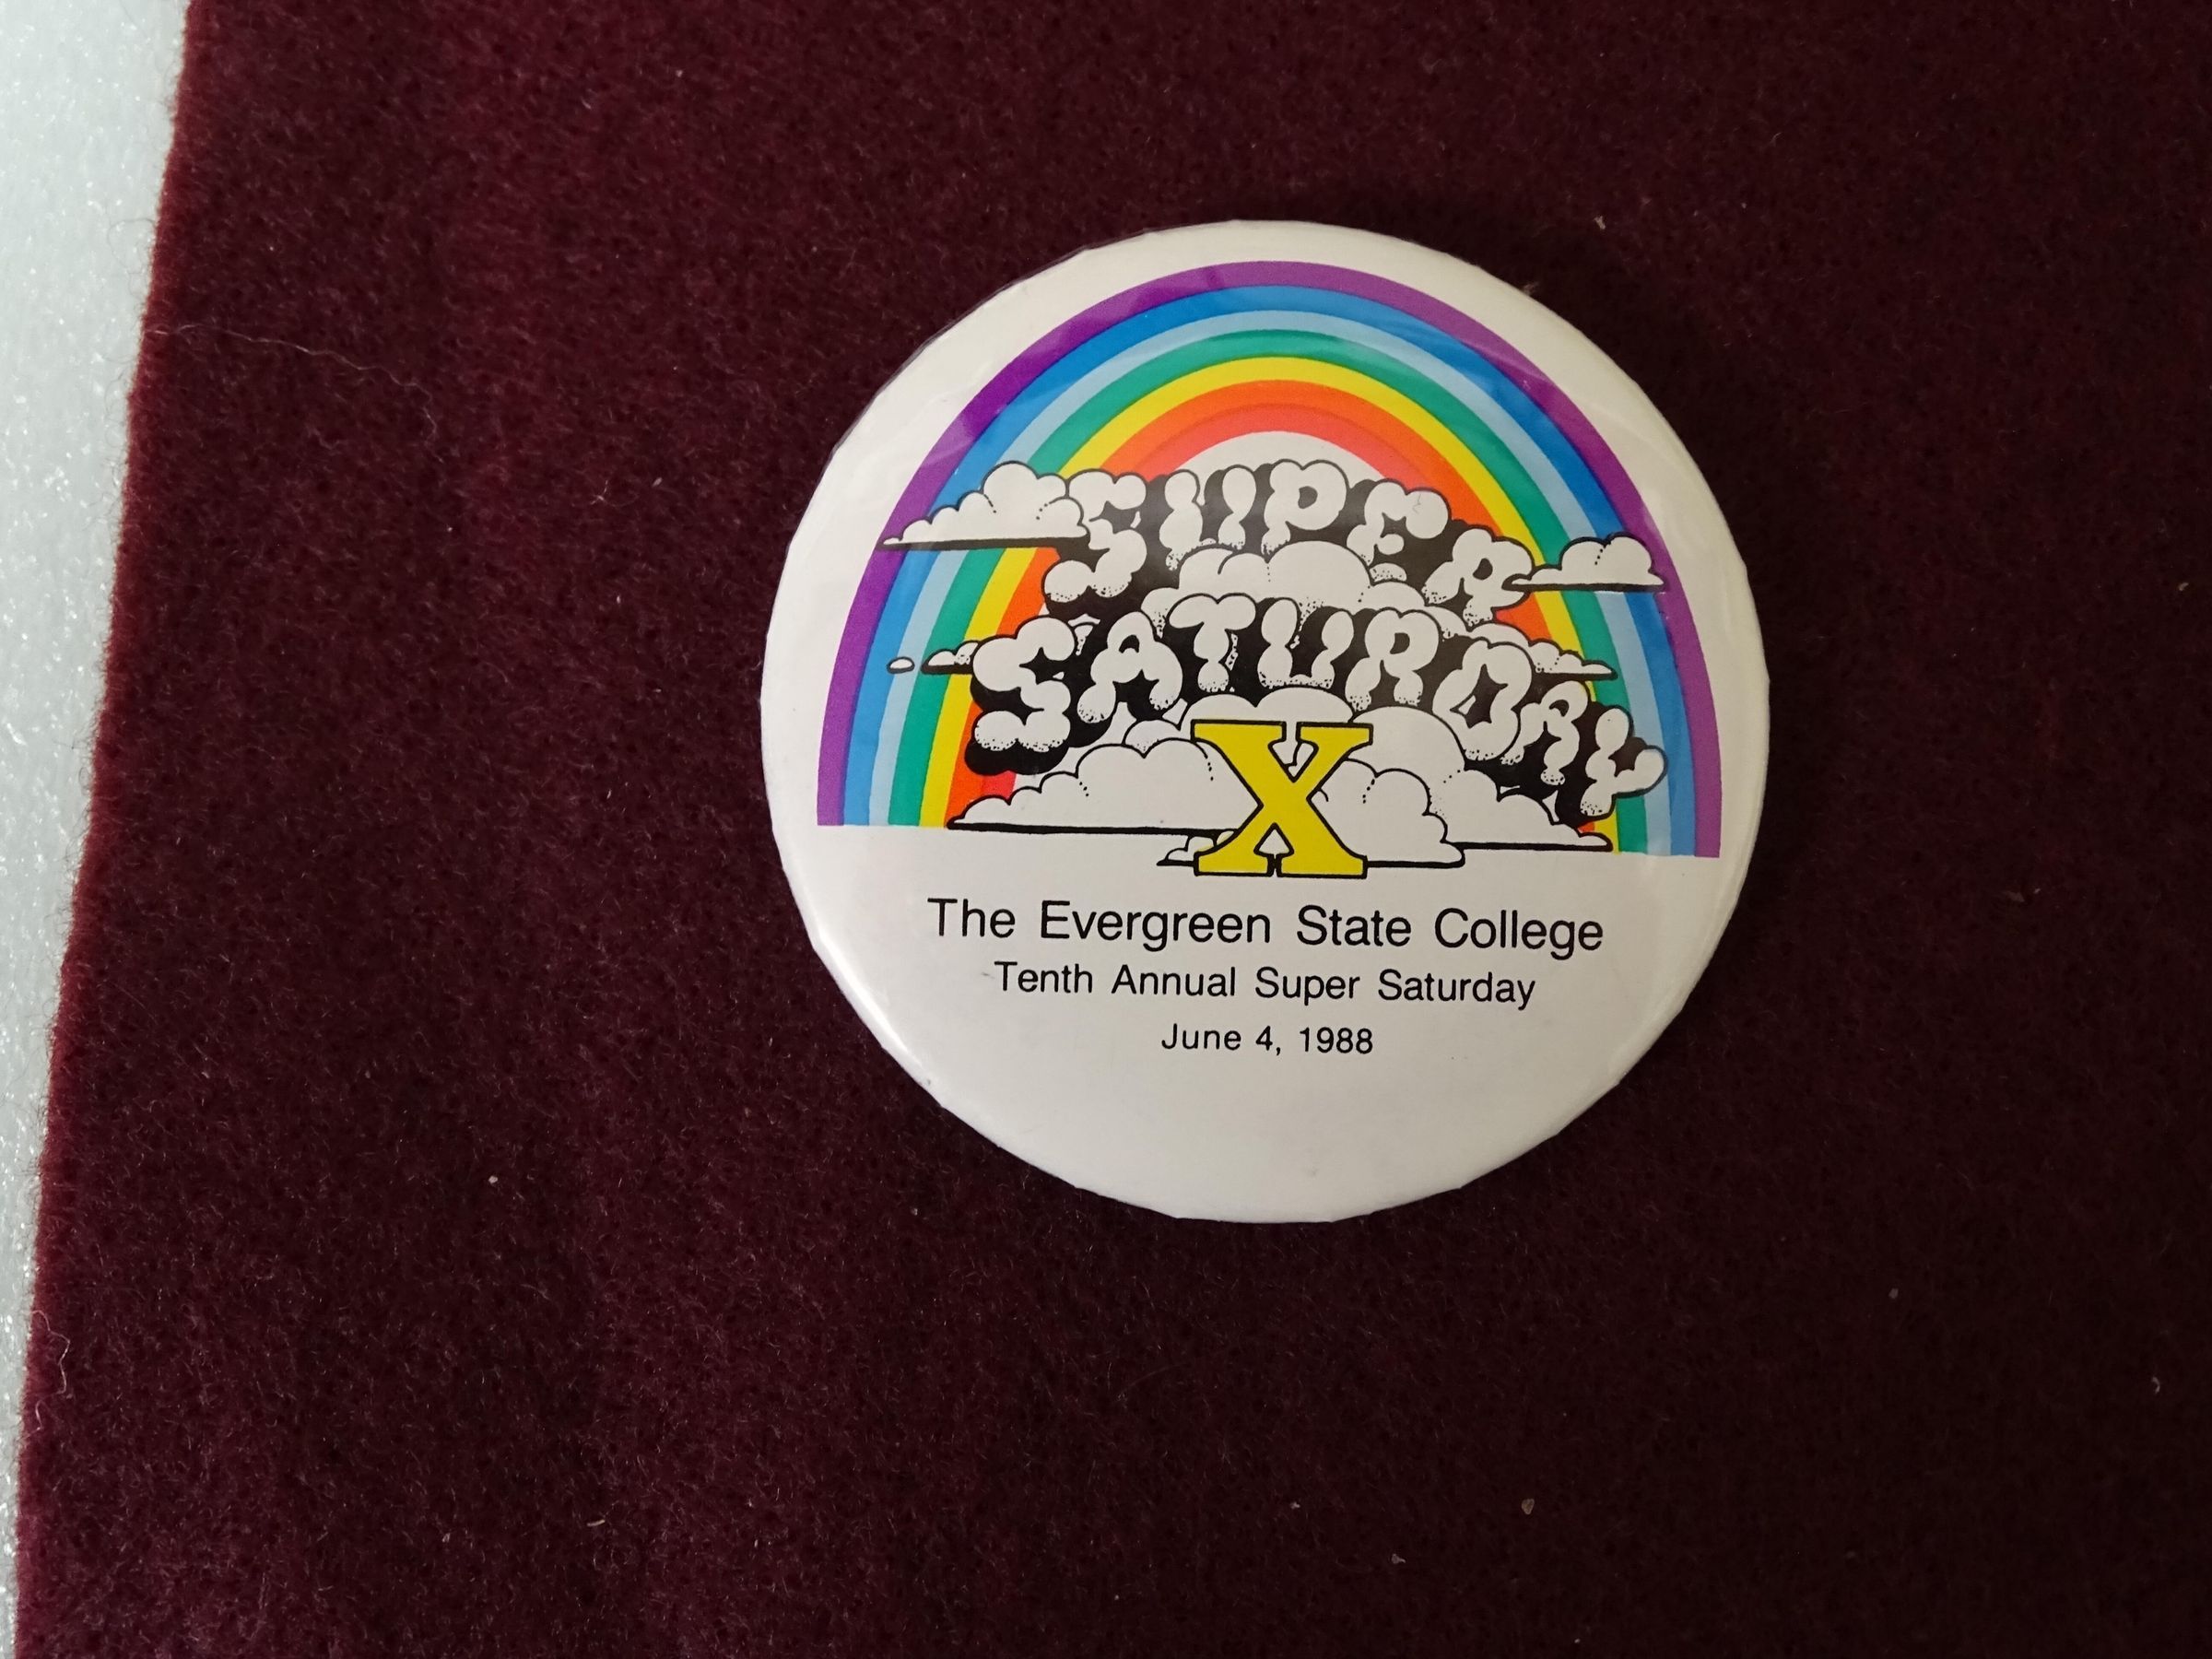 SUPER
SATURDAY
X
The Evergreen State College
Tenth Annual Super Saturday
June 4, 1988